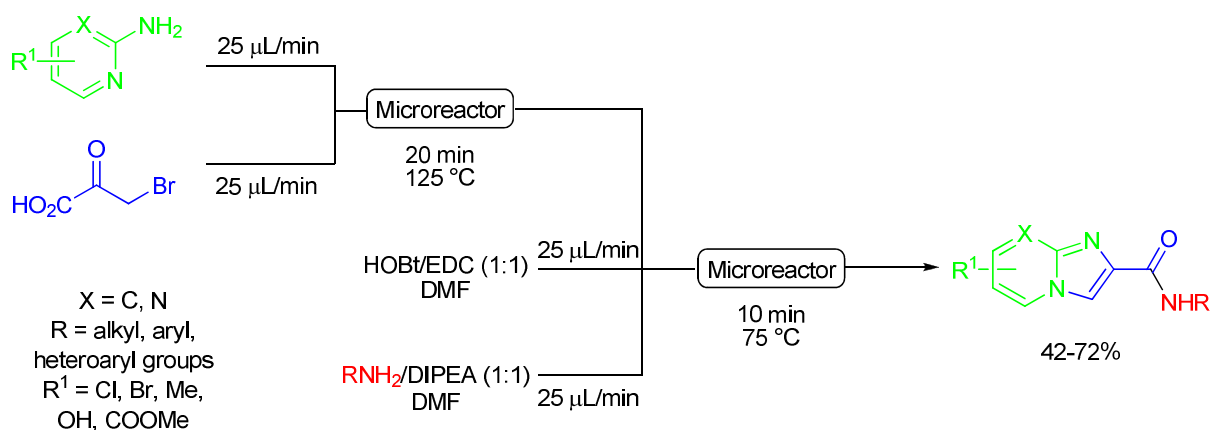 X
NH₂
R¹
N
25 μL/min
O
Br
HO₂C
25 μL/min
Microreactor
20 min
125 °C
HOBt/EDC (1:1)
DMF
25 μL/min
RNH₂/DIPEA (1:1)
DMF
25 μL/min
Microreactor
10 min
75 °C
X
N
O
R¹
N
NHR
42-72%
X = C, N
R = alkyl, aryl,
heteroaryl groups
R¹ = Cl, Br, Me,
OH, COOMe